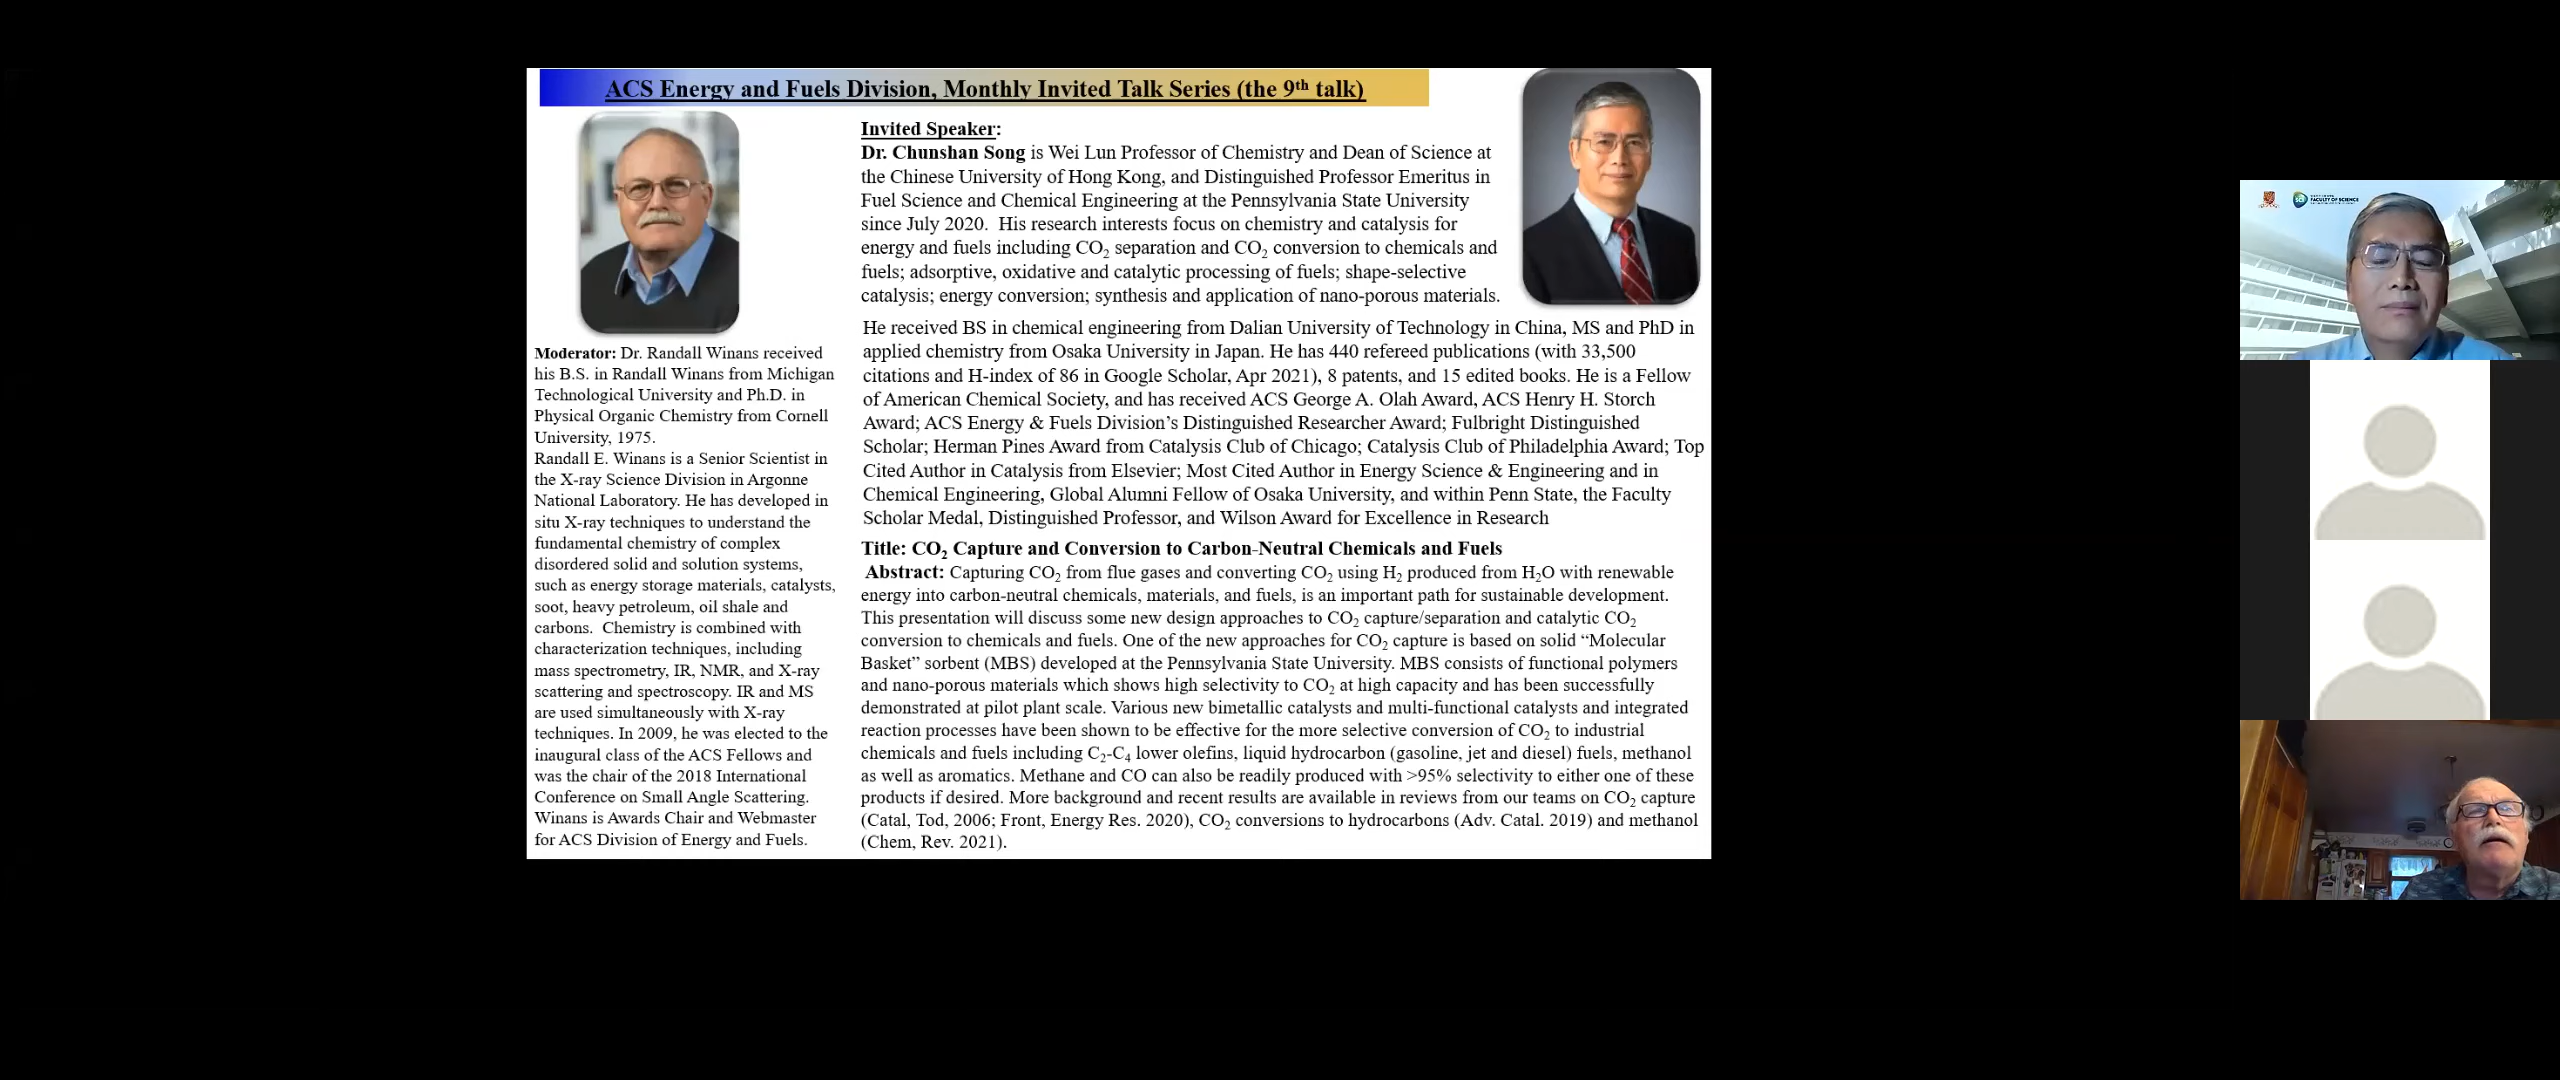 ACS Energy and Fuels Division, Monthly Invited Talk Series (the 9th talk)
Moderator: Dr. Randall Winans received
his B.S. in Randall Winans from Michigan
Technological University and Ph.D. in
Physical Organic Chemistry from Cornell
University, 1975.
Randall E. Winans is a Senior Scientist in
the X-ray Science Division in Argonne
National Laboratory. He has developed in
situ X-ray techniques to understand the
fundamental chemistry of complex
disordered solid and solution systems,
such as energy storage materials, catalysts,
soot, heavy petroleum, oil shale and
carbons.  Chemistry is combined with
characterization techniques, including
mass spectrometry, IR, NMR, and X-ray
scattering and spectroscopy. IR and MS
are used simultaneously with X-ray
techniques. In 2009, he was elected to the
inaugural class of the ACS Fellows and
was the chair of the 2018 International
Conference on Small Angle Scattering.
Winans is Awards Chair and Webmaster
for ACS Division of Energy and Fuels.
Invited Speaker:
Dr. Chunshan Song is Wei Lun Professor of Chemistry and Dean of Science at
the Chinese University of Hong Kong, and Distinguished Professor Emeritus in
Fuel Science and Chemical Engineering at the Pennsylvania State University
since July 2020.  His research interests focus on chemistry and catalysis for
energy and fuels including CO2 separation and CO2 conversion to chemicals and
fuels; adsorptive, oxidative and catalytic processing of fuels; shape-selective
catalysis; energy conversion; synthesis and application of nano-porous materials.
He received BS in chemical engineering from Dalian University of Technology in China, MS and PhD in
applied chemistry from Osaka University in Japan. He has 440 refereed publications (with 33,500
citations and H-index of 86 in Google Scholar, Apr 2021), 8 patents, and 15 edited books. He is a Fellow
of American Chemical Society, and has received ACS George A. Olah Award, ACS Henry H. Storch
Award; ACS Energy & Fuels Division’s Distinguished Researcher Award; Fulbright Distinguished
Scholar; Herman Pines Award from Catalysis Club of Chicago; Catalysis Club of Philadelphia Award; Top
Cited Author in Catalysis from Elsevier; Most Cited Author in Energy Science & Engineering and in
Chemical Engineering, Global Alumni Fellow of Osaka University, and within Penn State, the Faculty
Scholar Medal, Distinguished Professor, and Wilson Award for Excellence in Research
Title: CO2 Capture and Conversion to Carbon-Neutral Chemicals and Fuels
Abstract: Capturing CO2 from flue gases and converting CO2 using H2 produced from H2O with renewable
energy into carbon-neutral chemicals, materials, and fuels, is an important path for sustainable development.
This presentation will discuss some new design approaches to CO2 capture/separation and catalytic CO2
conversion to chemicals and fuels. One of the new approaches for CO2 capture is based on solid “Molecular
Basket” sorbent (MBS) developed at the Pennsylvania State University. MBS consists of functional polymers
and nano-porous materials which shows high selectivity to CO2 at high capacity and has been successfully
demonstrated at pilot plant scale. Various new bimetallic catalysts and multi-functional catalysts and integrated
reaction processes have been shown to be effective for the more selective conversion of CO2 to industrial
chemicals and fuels including C2-C4 lower olefins, liquid hydrocarbon (gasoline, jet and diesel) fuels, methanol
as well as aromatics. Methane and CO can also be readily produced with >95% selectivity to either one of these
products if desired. More background and recent results are available in reviews from our teams on CO2 capture
(Catal, Tod, 2006; Front, Energy Res. 2020), CO2 conversions to hydrocarbons (Adv. Catal. 2019) and methanol
(Chem, Rev. 2021).
FACULTY OF SCIENCE